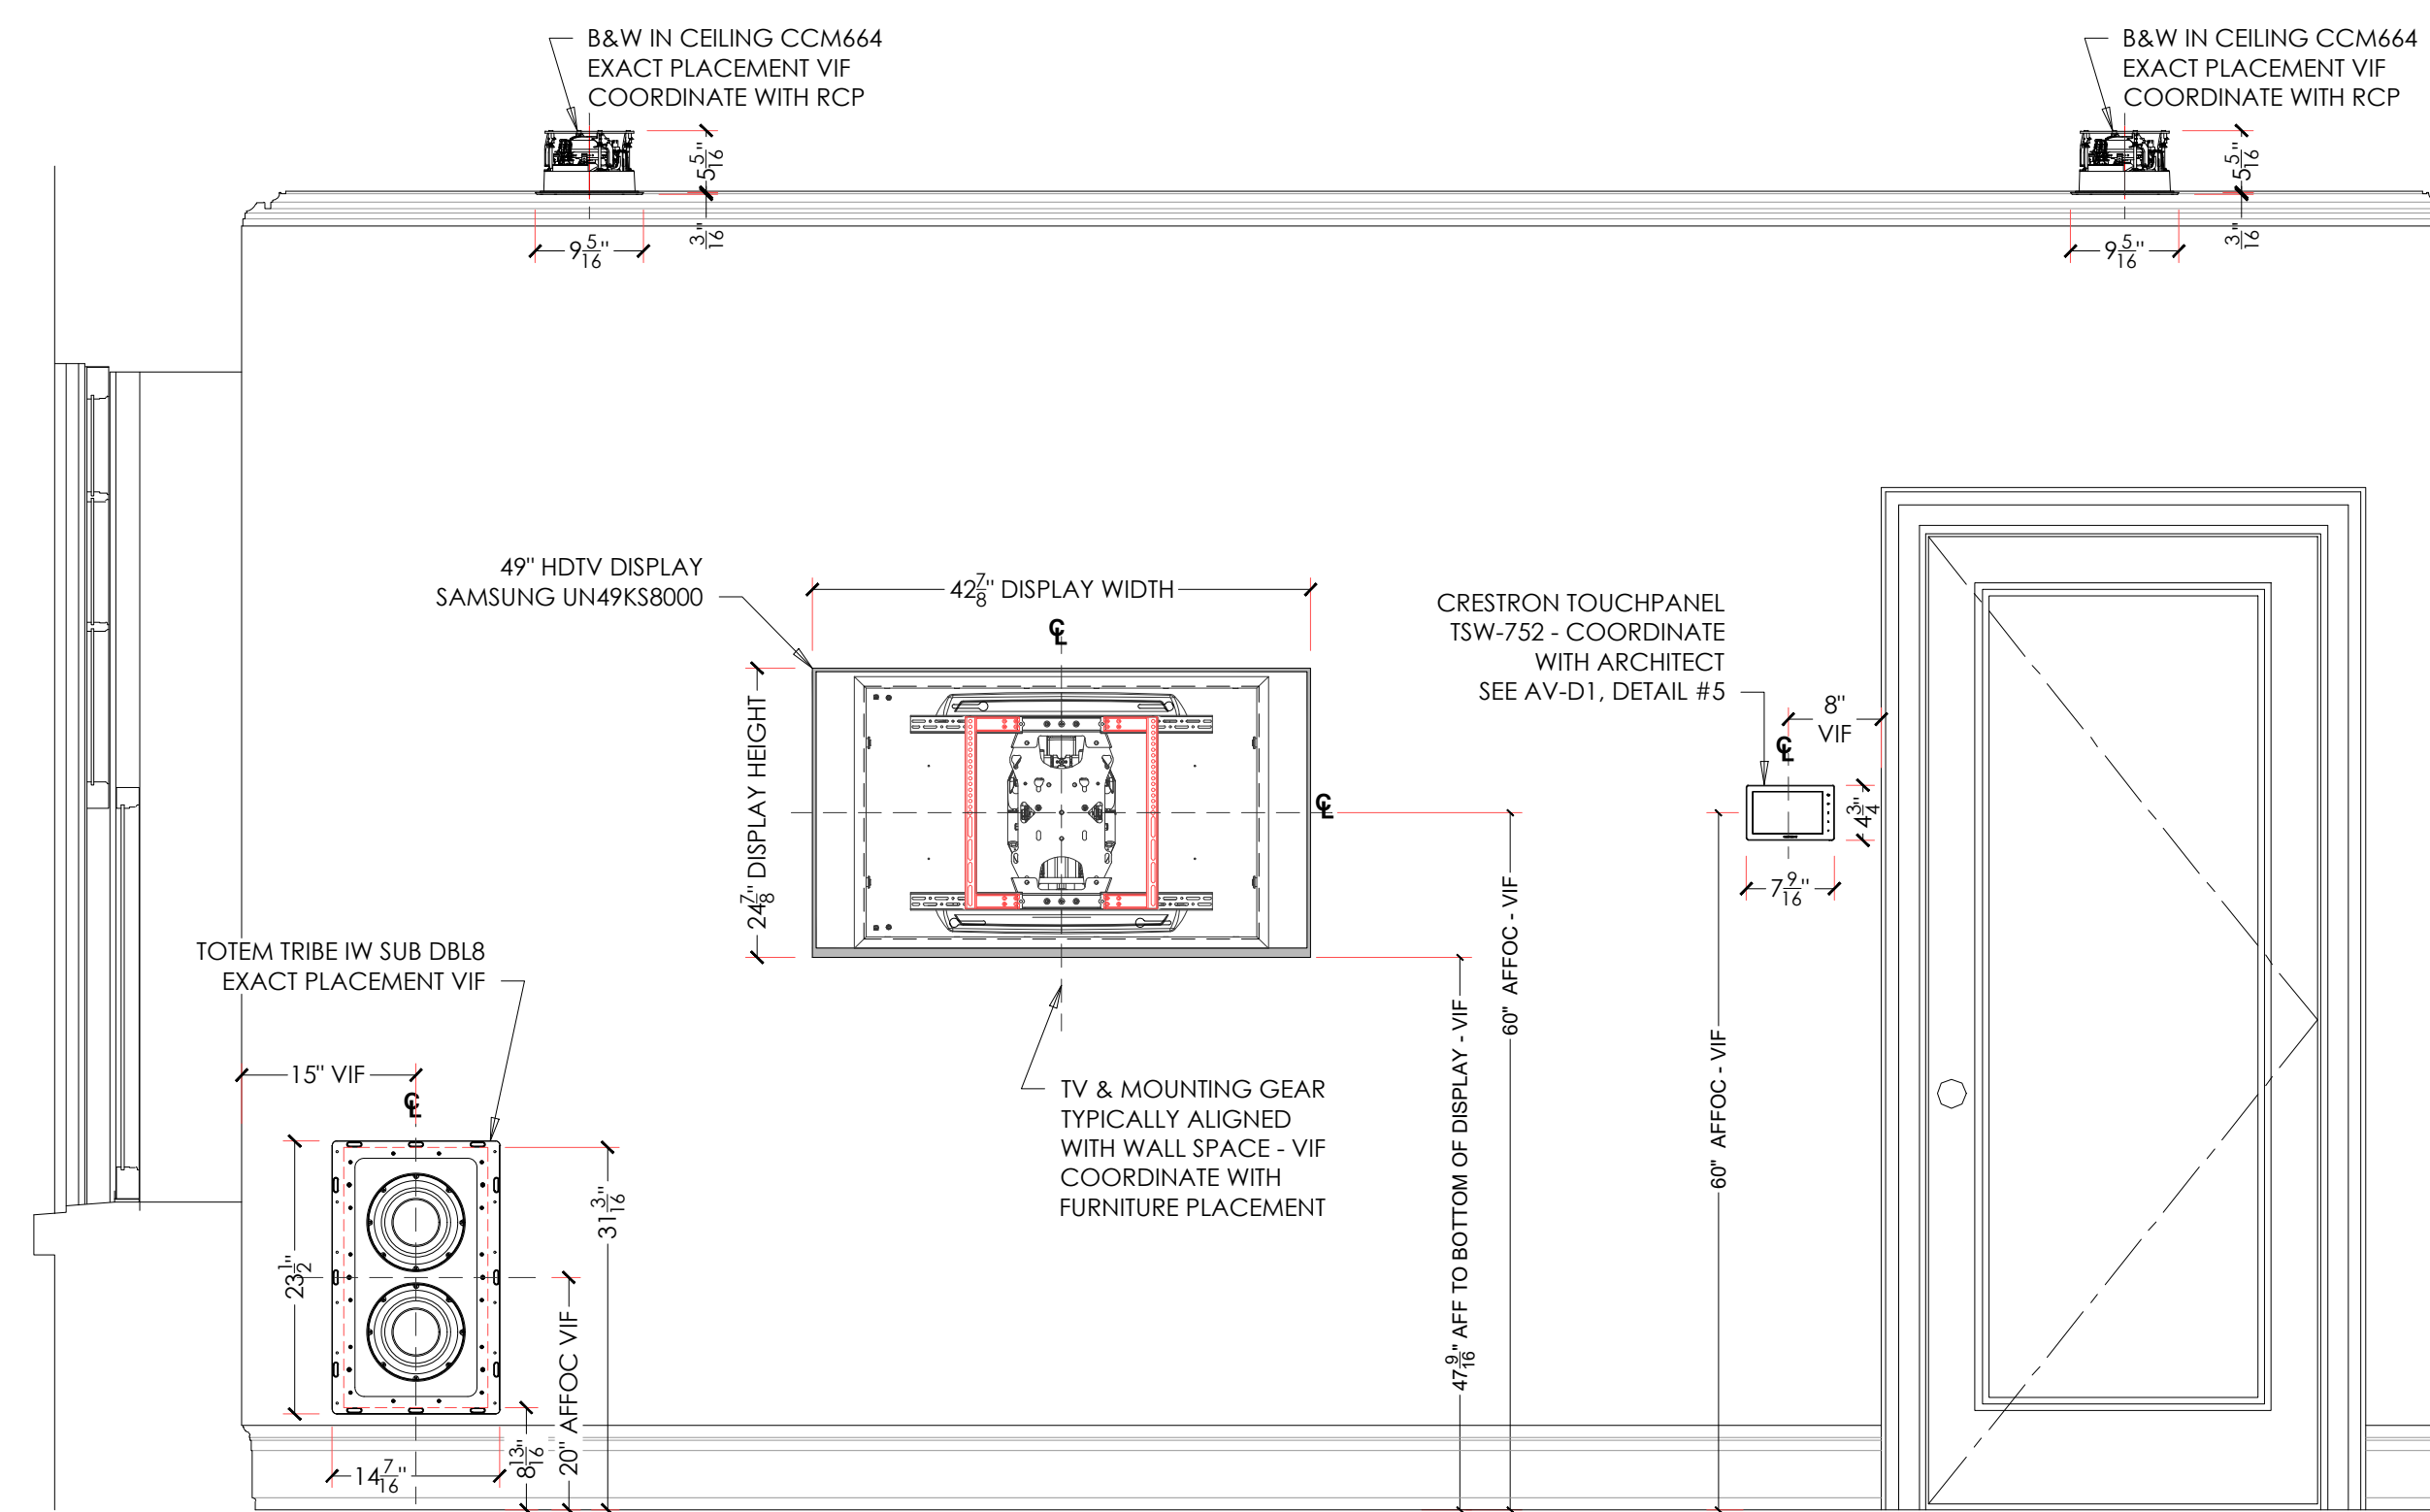 B&W IN CEILING CCM664
EXACT PLACEMENT VIF
COORDINATE WITH RCP
B&W IN CEILING CCM664
EXACT PLACEMENT VIF
COORDINATE WITH RCP
5 5/16"
3/16"
9 5/16"
5 5/16"
3/16"
9 5/16"
49" HDTV DISPLAY
SAMSUNG UN49KS8000
42 7/8" DISPLAY WIDTH
℄
24 7/8" DISPLAY HEIGHT
℄
CRESTRON TOUCHPANEL
TSW-752 - COORDINATE
WITH ARCHITECT
SEE AV-D1, DETAIL #5
8"
VIF
℄
4 3/4"
7 9/16"
60" AFFOC - VIF
60" AFFOC - VIF
47 9/16" AFF TO BOTTOM OF DISPLAY - VIF
TOTEM TRIBE IW SUB DBL8
EXACT PLACEMENT VIF
15" VIF
℄
TV & MOUNTING GEAR
TYPICALLY ALIGNED
WITH WALL SPACE - VIF
COORDINATE WITH
FURNITURE PLACEMENT
23 1/2"
31 3/16"
20" AFFOC VIF
8 13/16"
14 7/16"